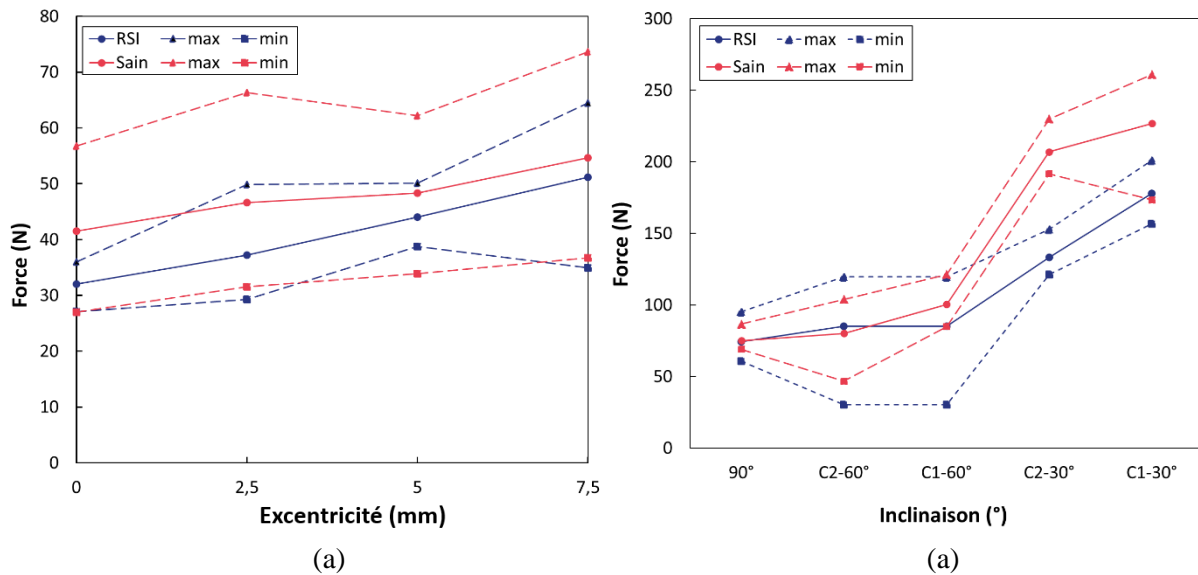 80
70
60
50
40
30
20
10
0
Force (N)
RSI max min
Sain max min
0 2,5 5 7,5
Excentricité (mm)
(a)
300
250
200
150
100
50
0
Force (N)
RSI max min
Sain max min
90° C2-60° C1-60° C2-30° C1-30°
Inclinaison (°)
(a)